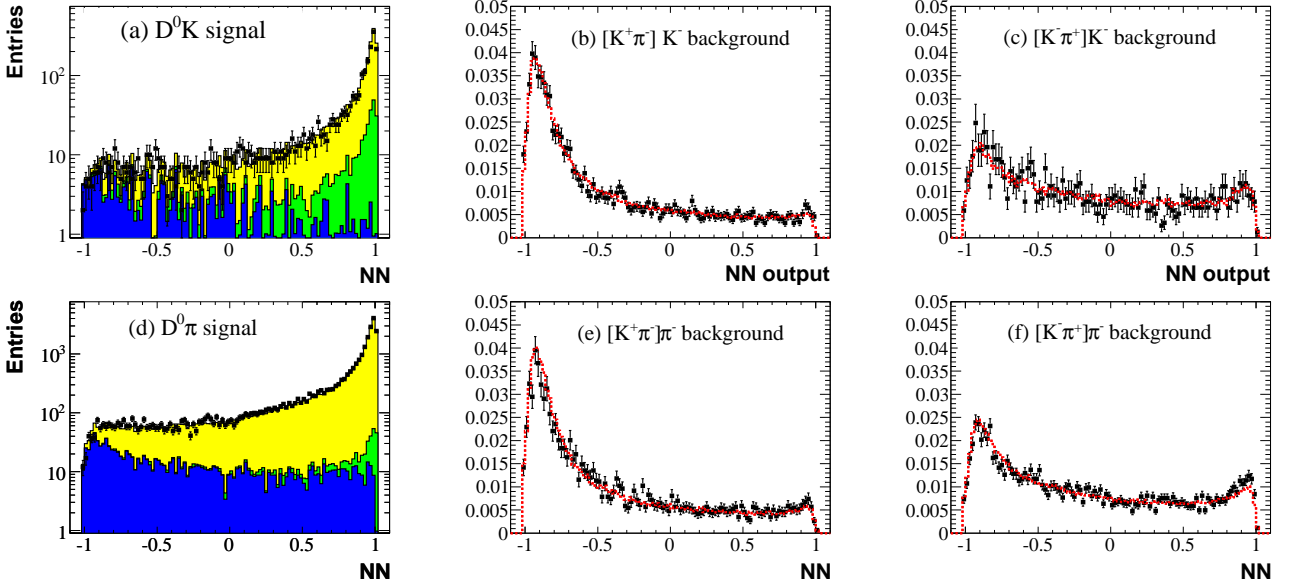 (a) D⁰K signal
Entries
10²
10
1
-1 -0.5 0 0.5 1
NN
(b) [K⁺π⁻] K⁻ background
0.05
0.045
0.04
0.035
0.03
0.025
0.02
0.015
0.01
0.005
0
-1 -0.5 0 0.5 1
NN output
(c) [K⁻π⁺]K⁻ background
0.05
0.045
0.04
0.035
0.03
0.025
0.02
0.015
0.01
0.005
0
-1 -0.5 0 0.5 1
NN output
(d) D⁰π signal
Entries
10³
10²
10
1
-1 -0.5 0 0.5 1
NN
(e) [K⁺π⁻]π⁻ background
0.05
0.045
0.04
0.035
0.03
0.025
0.02
0.015
0.01
0.005
0
-1 -0.5 0 0.5 1
NN
(f) [K⁻π⁺]π⁻ background
0.05
0.045
0.04
0.035
0.03
0.025
0.02
0.015
0.01
0.005
0
-1 -0.5 0 0.5 1
NN